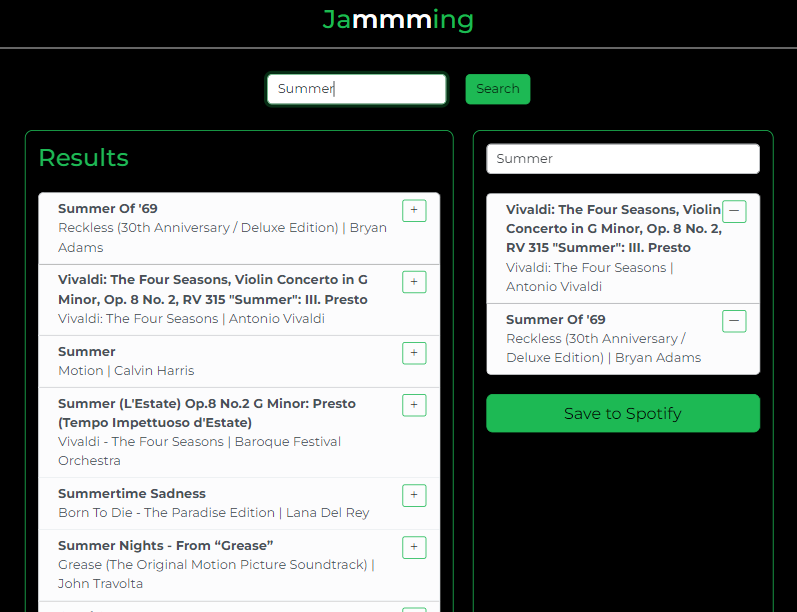 Jammming
Summer
Search
Results
Summer Of '69
+
Reckless (30th Anniversary / Deluxe Edition) | Bryan
Adams
Vivaldi: The Four Seasons, Violin Concerto in G
+
Minor, Op. 8 No. 2, RV 315 "Summer": III. Presto
Vivaldi: The Four Seasons | Antonio Vivaldi
Summer
+
Motion | Calvin Harris
Summer (L'Estate) Op.8 No.2 G Minor: Presto
+
(Tempo Impettuoso d'Estate)
Vivaldi - The Four Seasons | Baroque Festival
Orchestra
Summertime Sadness
+
Born To Die - The Paradise Edition | Lana Del Rey
Summer Nights - From “Grease”
+
Grease (The Original Motion Picture Soundtrack) |
John Travolta
Summer
Vivaldi: The Four Seasons, Violin
—
Concerto in G Minor, Op. 8 No. 2,
RV 315 "Summer": III. Presto
Vivaldi: The Four Seasons |
Antonio Vivaldi
Summer Of '69
—
Reckless (30th Anniversary /
Deluxe Edition) | Bryan Adams
Save to Spotify